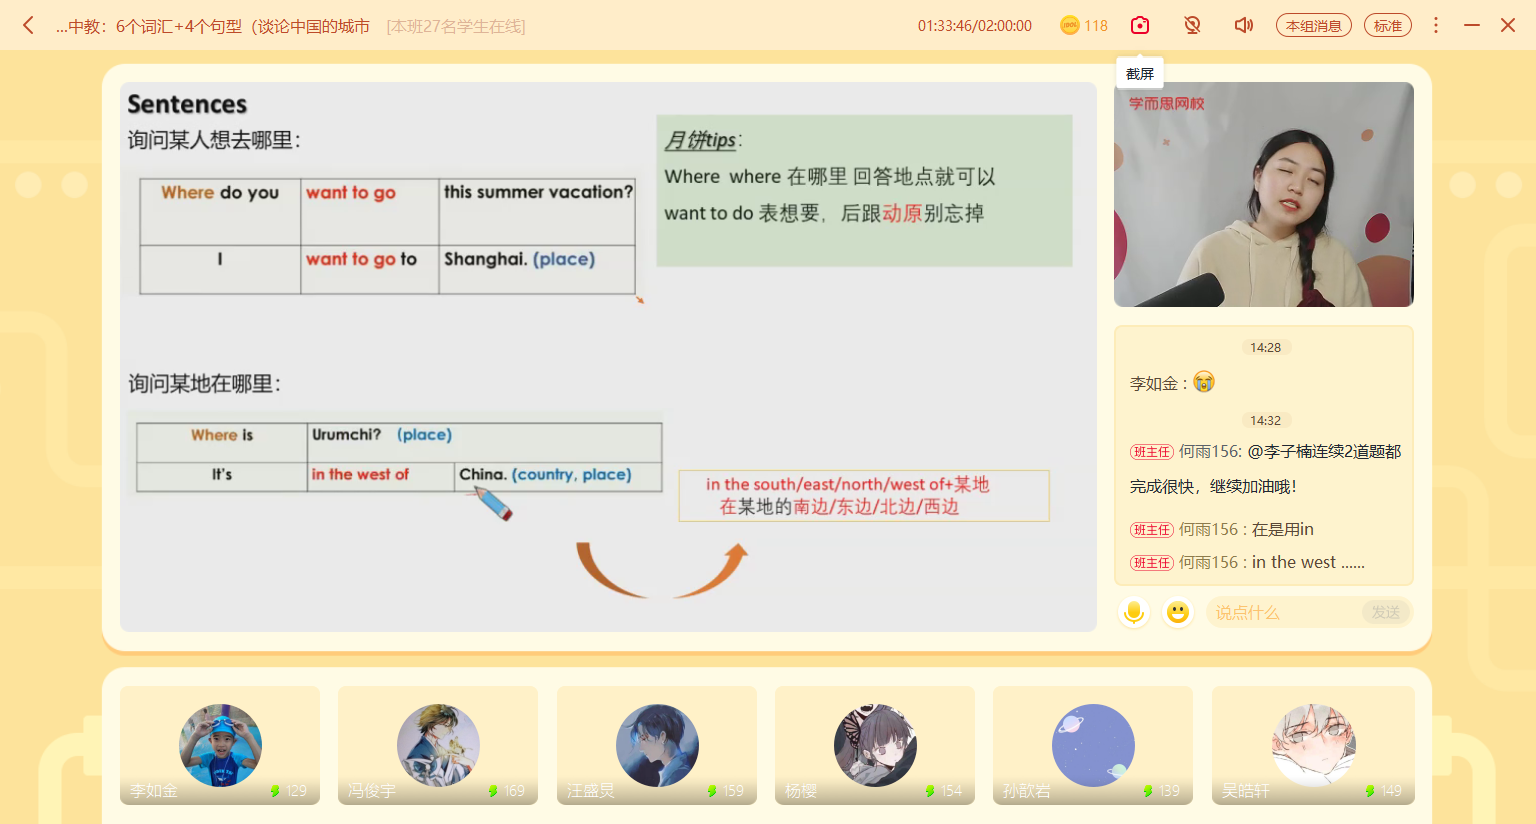 ...中教：6个词汇+4个句型（谈论中国的城市
[本班27名学生在线]
01:33:46/02:00:00
118
本组消息
标准
截屏
Sentences
询问某人想去哪里：
Where do you want to go this summer vacation?
I want to go to Shanghai. (place)
月饼tips：
Where where 在哪里 回答地点就可以
want to do 表想要，后跟动原别忘掉
询问某地在哪里：
Where is Urumchi? (place)
It's in the west of China. (country, place)
in the south/east/north/west of+某地
在某地的南边/东边/北边/西边
学而思网校
14:28
李如金 :
14:32
班主任 何雨156: @李子楠连续2道题都
完成很快，继续加油哦！
班主任 何雨156 : 在是用in
班主任 何雨156 : in the west ......
说点什么
发送
李如金 129
冯俊宇 169
汪盛炅 159
杨樱 154
孙歆岩 139
吴皓轩 149